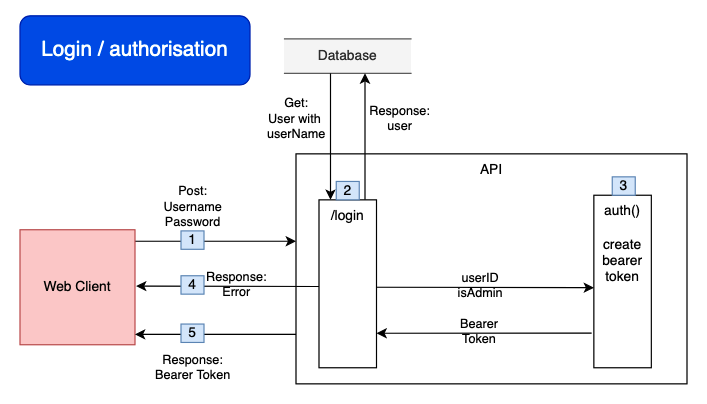 Login / authorisation
Database
Get:
User with
userName
Response:
user
API
2
3
Post:
Username
Password
/login
auth()
create
bearer
token
1
Web Client
4
Response:
Error
userID
isAdmin
5
Bearer
Token
Response:
Bearer Token